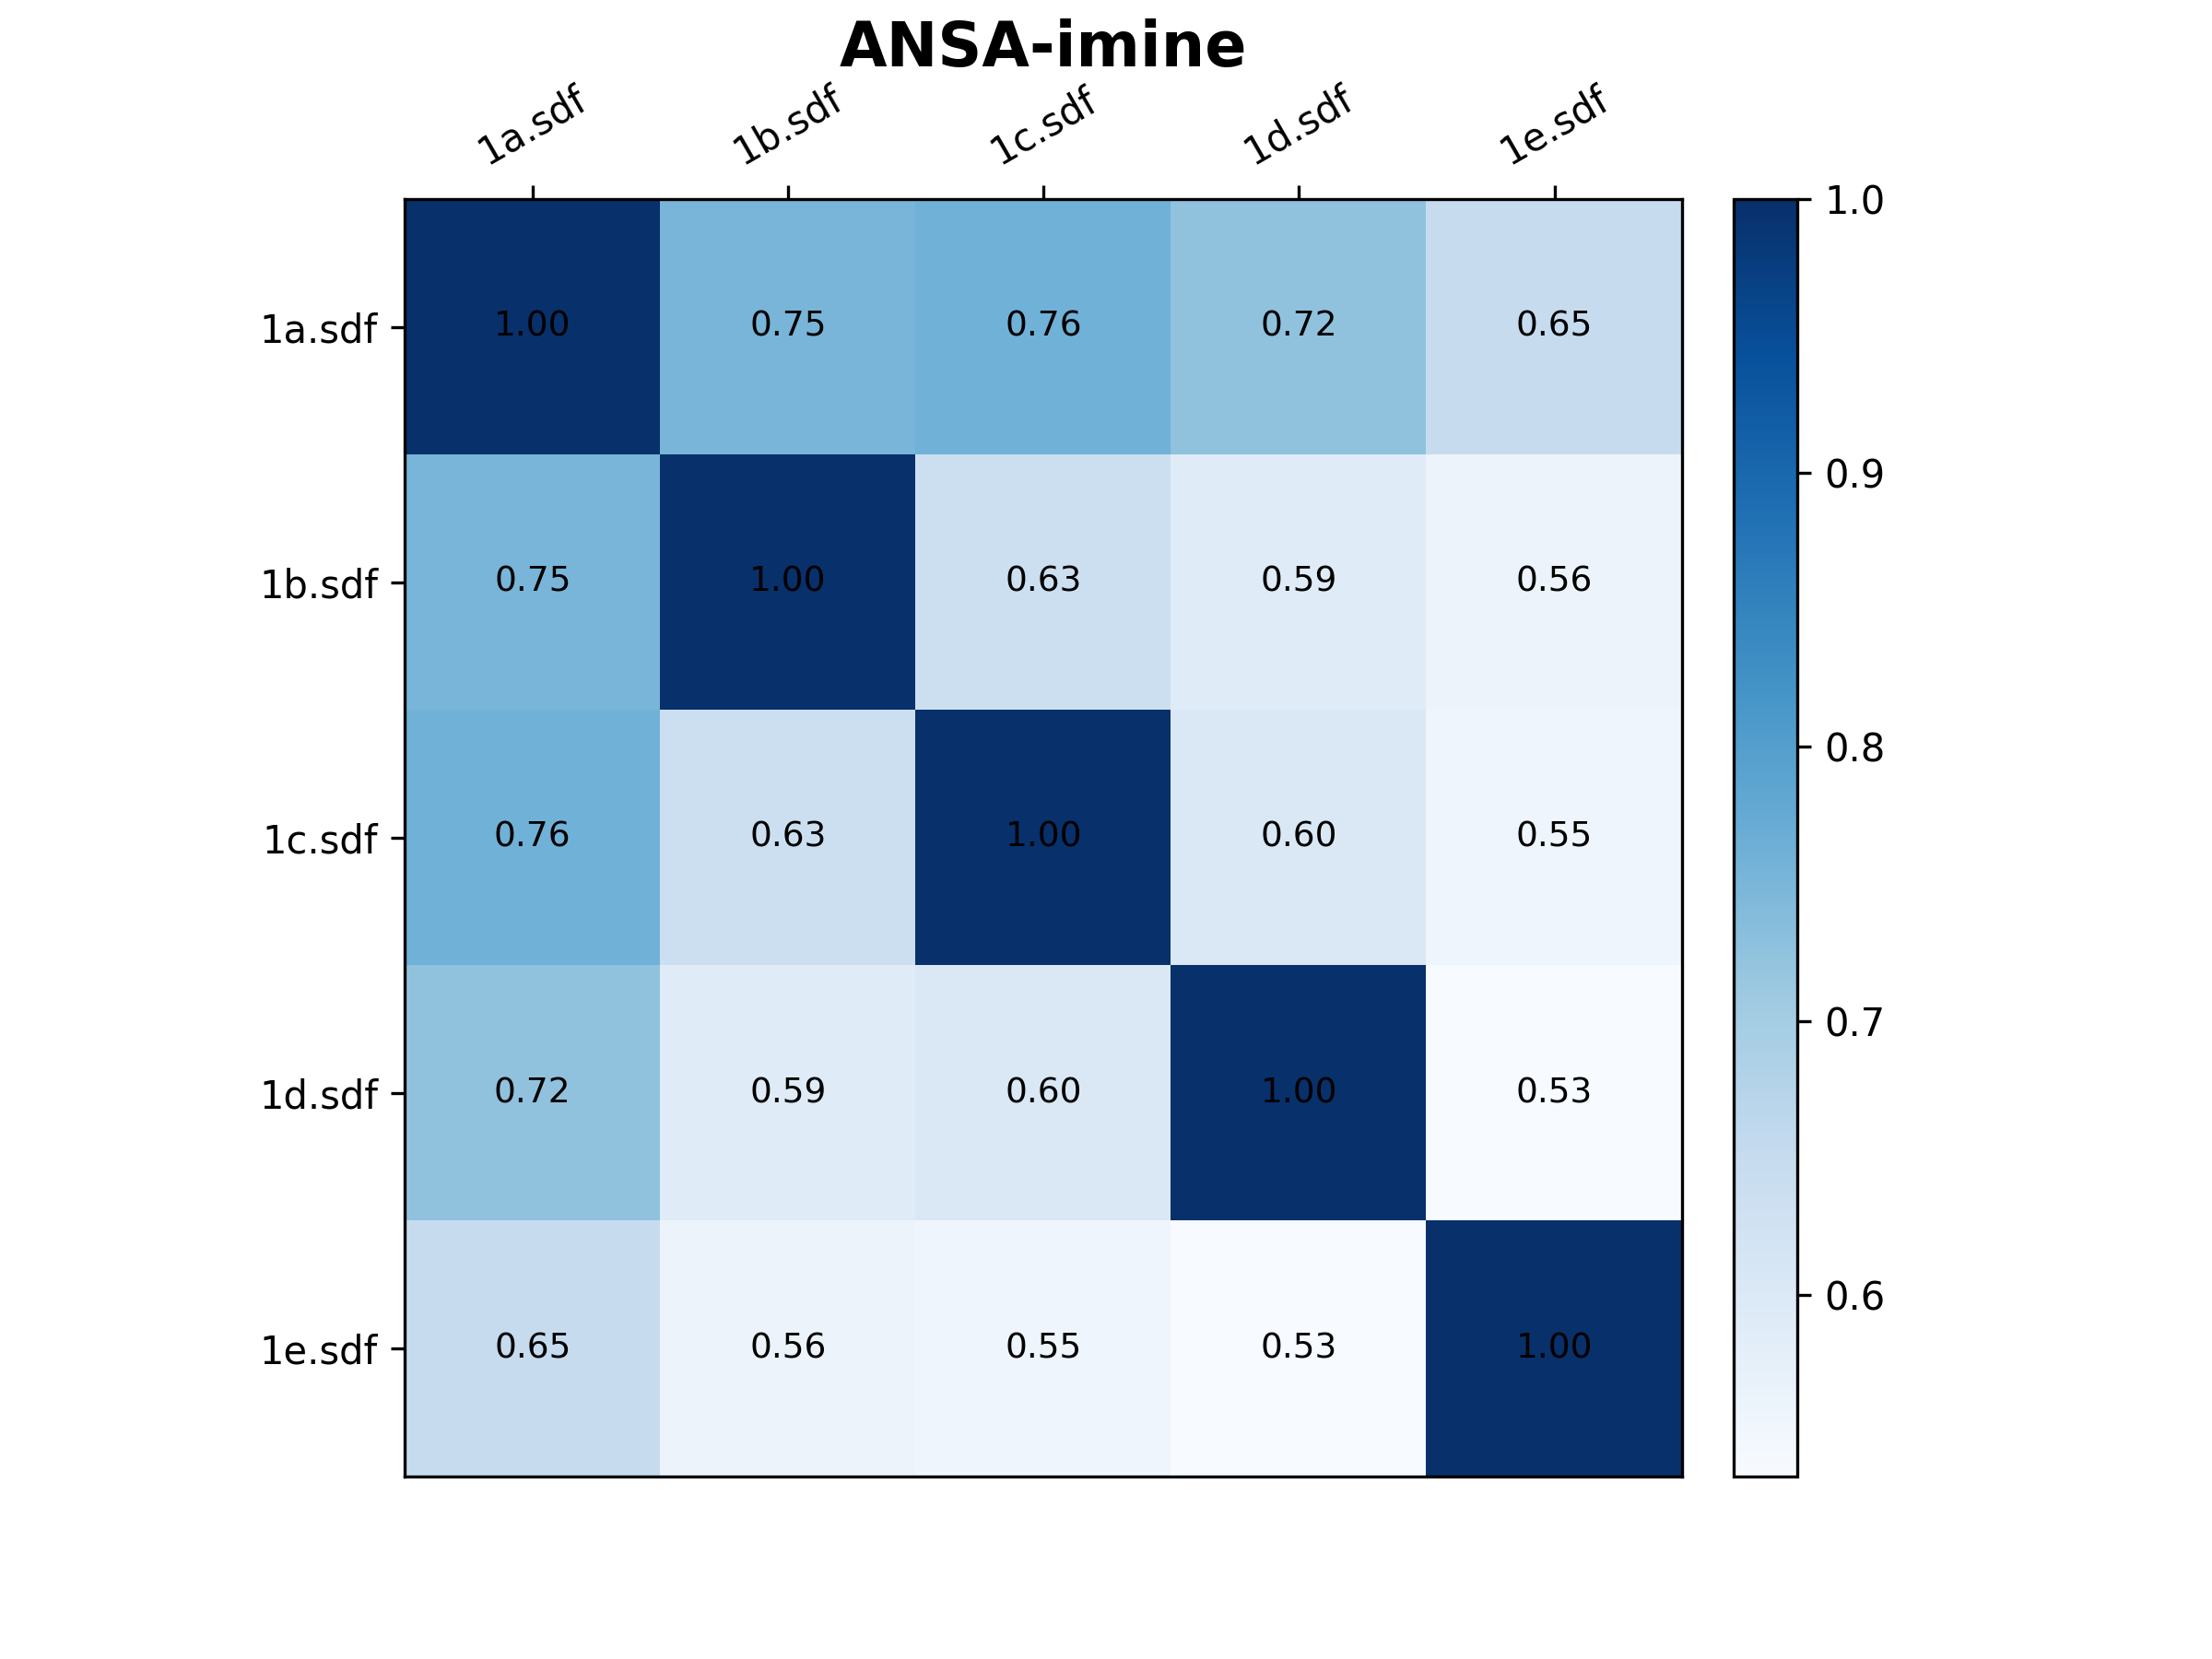 ANSA-imine
1a.sdf 1b.sdf 1c.sdf 1d.sdf 1e.sdf
1a.sdf 1.00 0.75 0.76 0.72 0.65
1b.sdf 0.75 1.00 0.63 0.59 0.56
1c.sdf 0.76 0.63 1.00 0.60 0.55
1d.sdf 0.72 0.59 0.60 1.00 0.53
1e.sdf 0.65 0.56 0.55 0.53 1.00
1.0
0.9
0.8
0.7
0.6